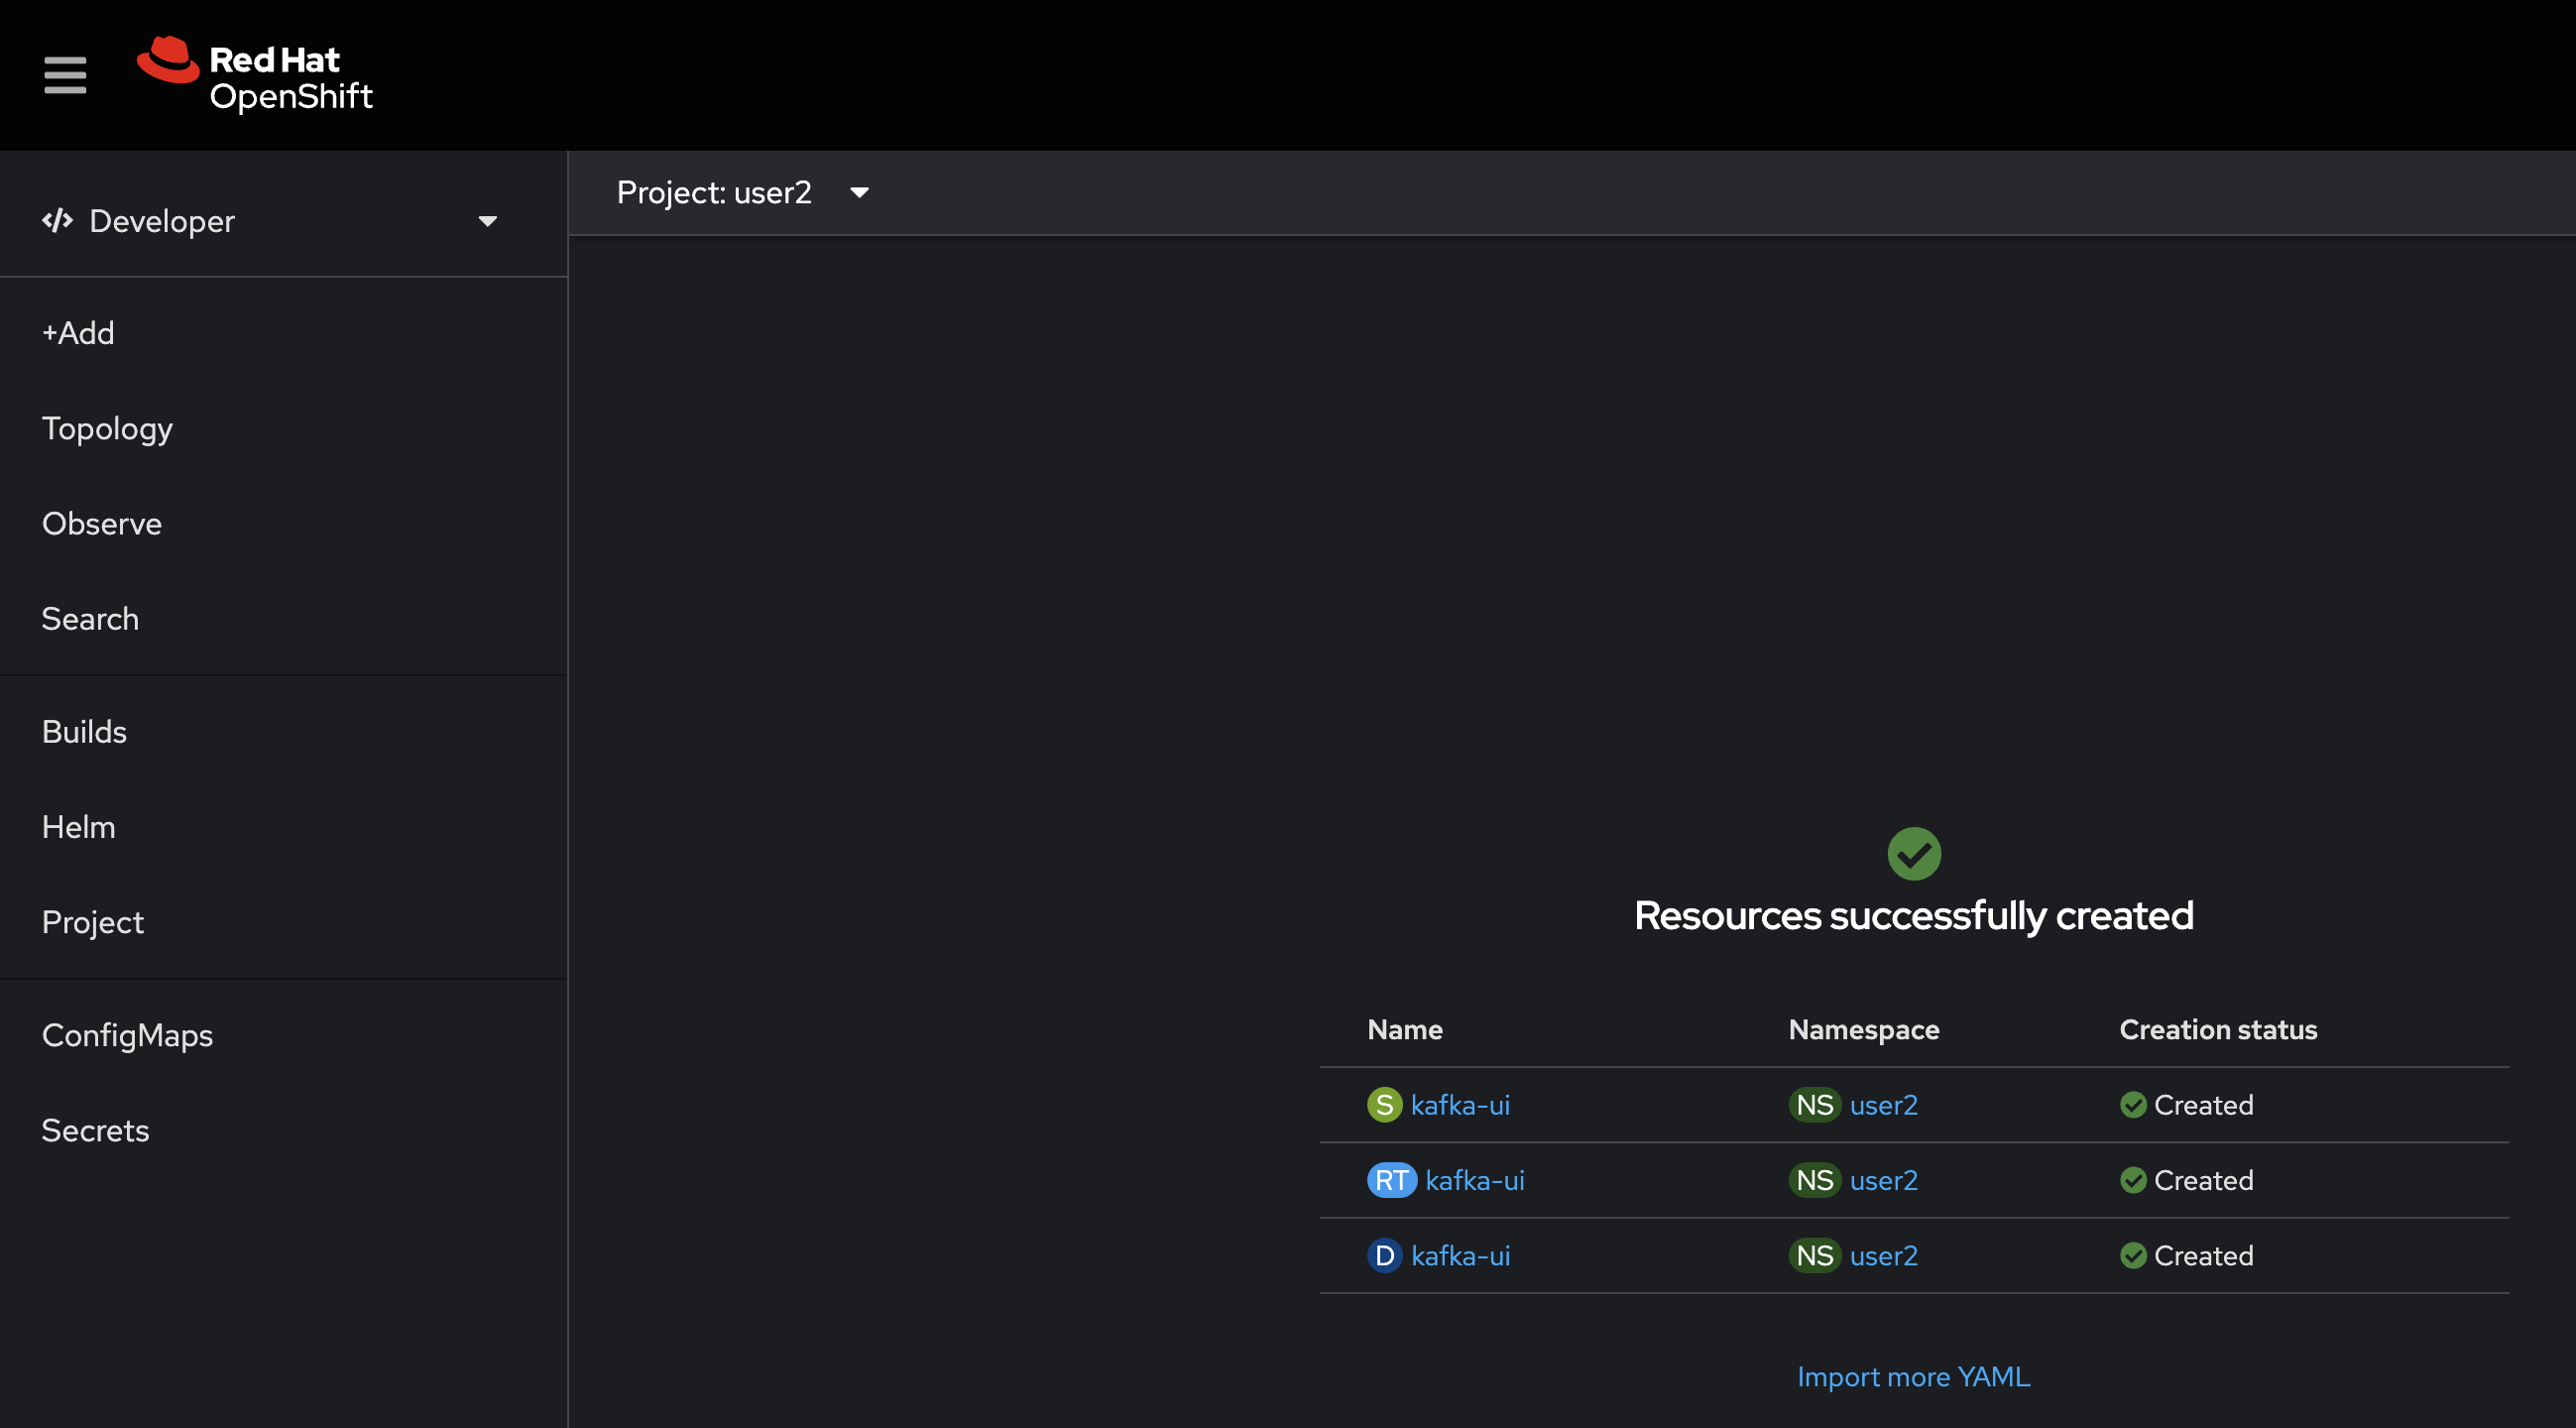 Red Hat
OpenShift
Developer
Project: user2
+Add
Topology
Observe
Search
Builds
Helm
Project
ConfigMaps
Secrets
Resources successfully created
Name Namespace Creation status
S kafka-ui NS user2 Created
RT kafka-ui NS user2 Created
D kafka-ui NS user2 Created
Import more YAML